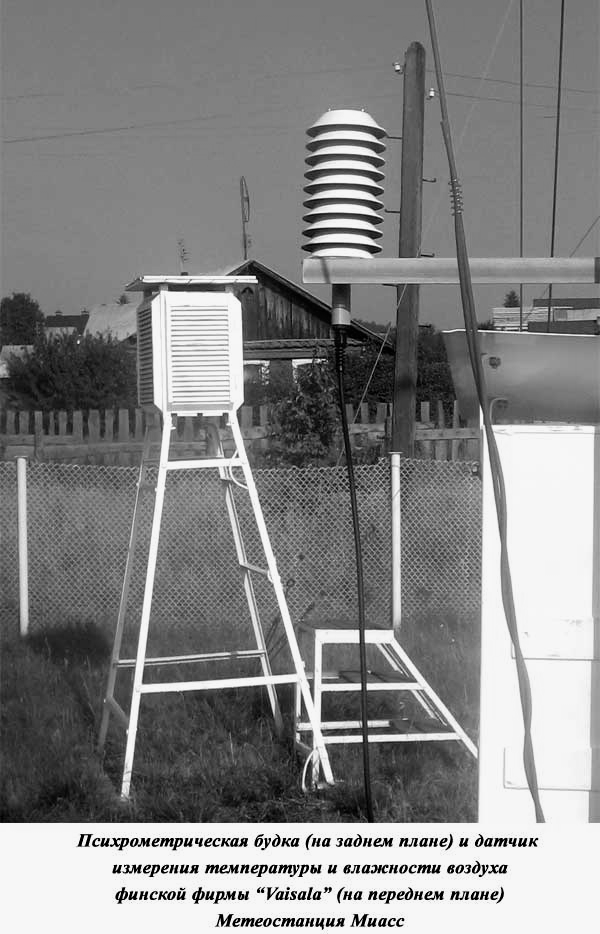 Психрометрическая будка (на заднем плане) и датчик
измерения температуры и влажности воздуха
финской фирмы “Vaisala” (на переднем плане)
Метеостанция Миасс